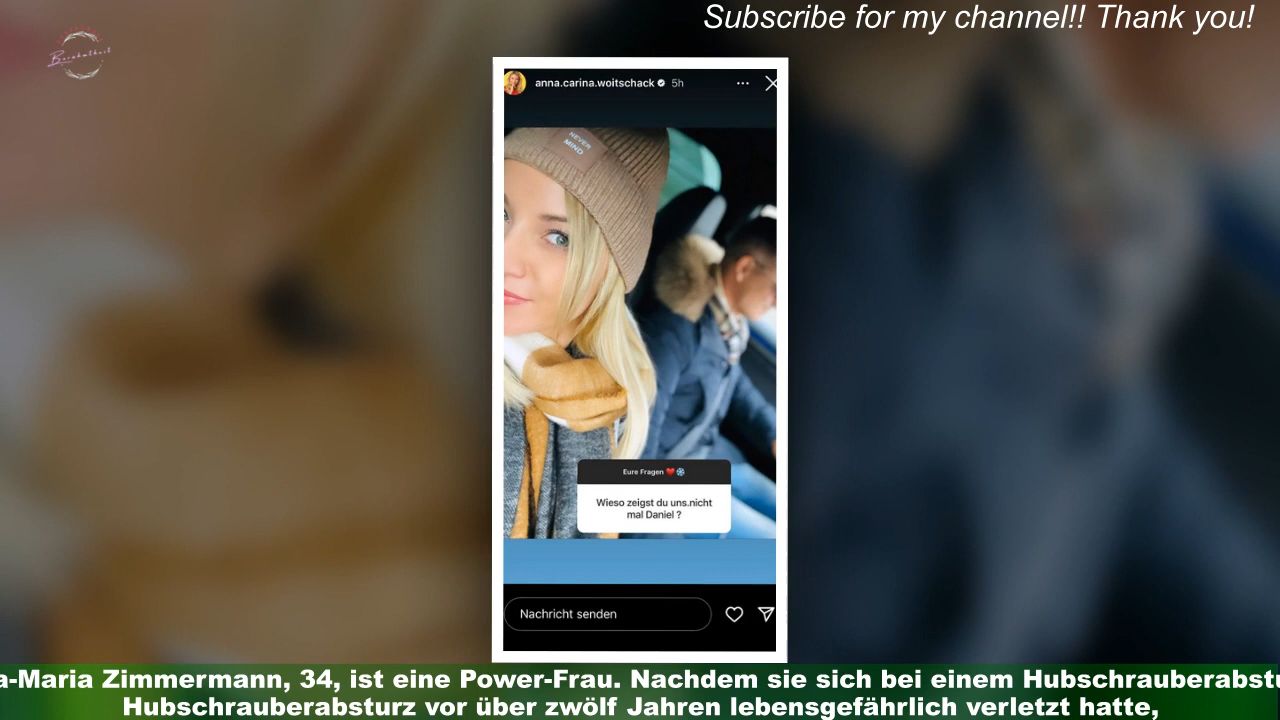 Subscribe for my channel!! Thank you!
anna.carina.woitschack 5h
NEVER
MIND
Eure Fragen ❤️❄️
Wieso zeigst du uns.nicht
mal Daniel ?
Nachricht senden
a-Maria Zimmermann, 34, ist eine Power-Frau. Nachdem sie sich bei einem Hubschrauberabstu
Hubschrauberabsturz vor über zwölf Jahren lebensgefährlich verletzt hatte,